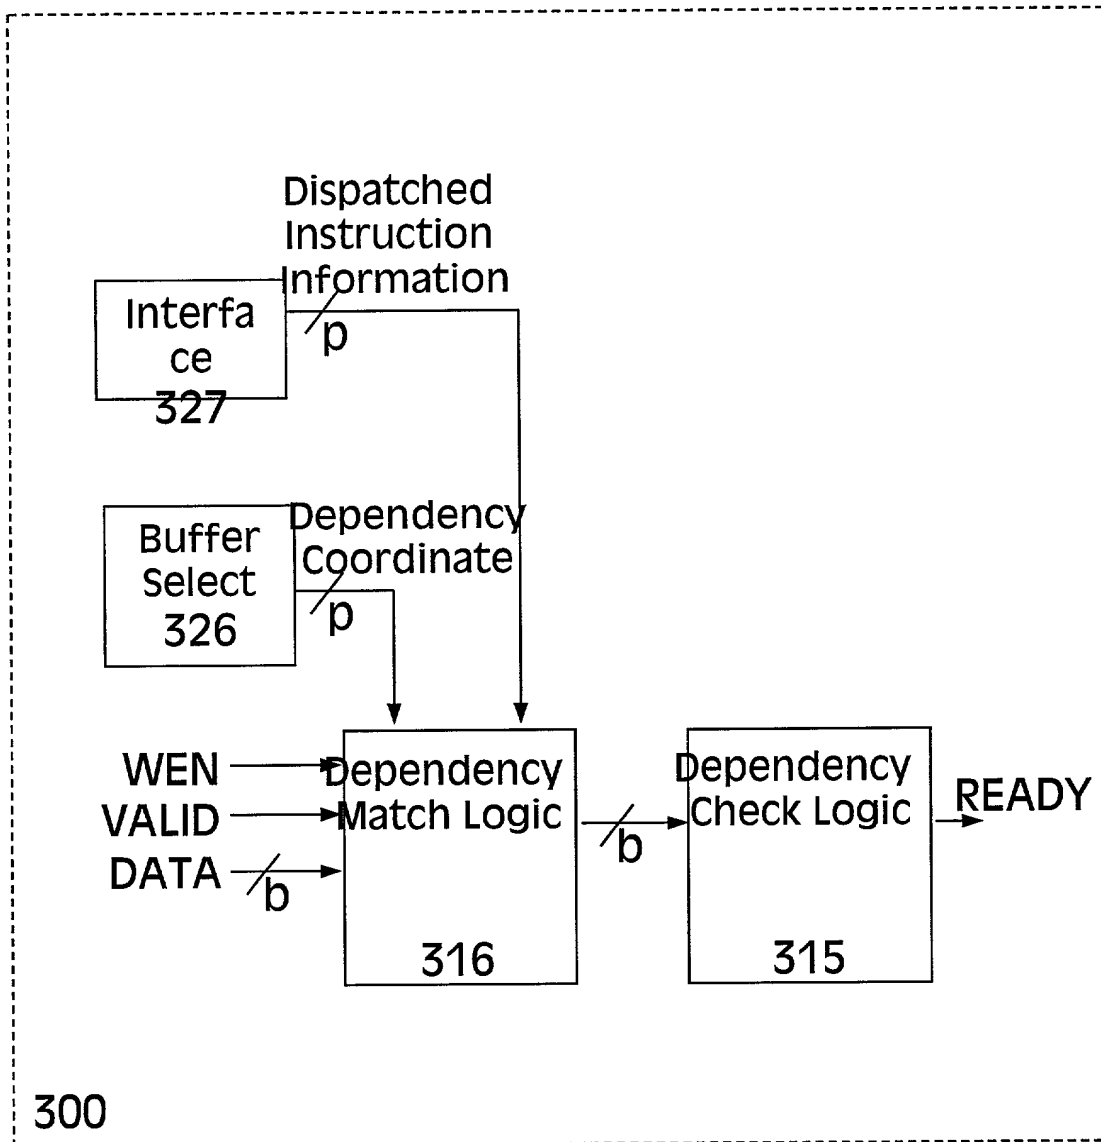 Dispatched
Instruction
Information
Interfa
ce
327
p
Dependency
Coordinate
Buffer
Select
326
p
WEN
VALID
DATA
b
Dependency
Match Logic
316
b
Dependency
Check Logic
315
READY
300